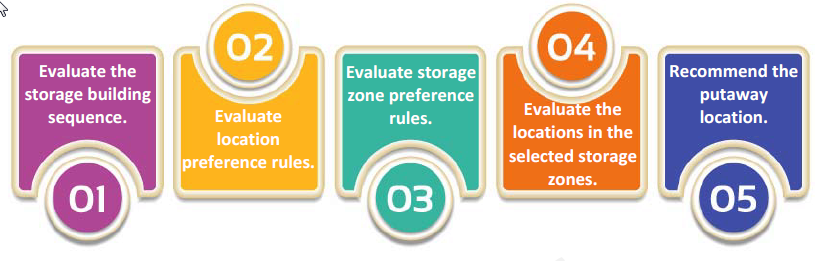 Evaluate the
storage building
sequence.
01
02
Evaluate
location
preference rules.
Evaluate storage
zone preference
rules.
03
04
Evaluate the
locations in the
selected storage
zones.
Recommend the
putaway
location.
05